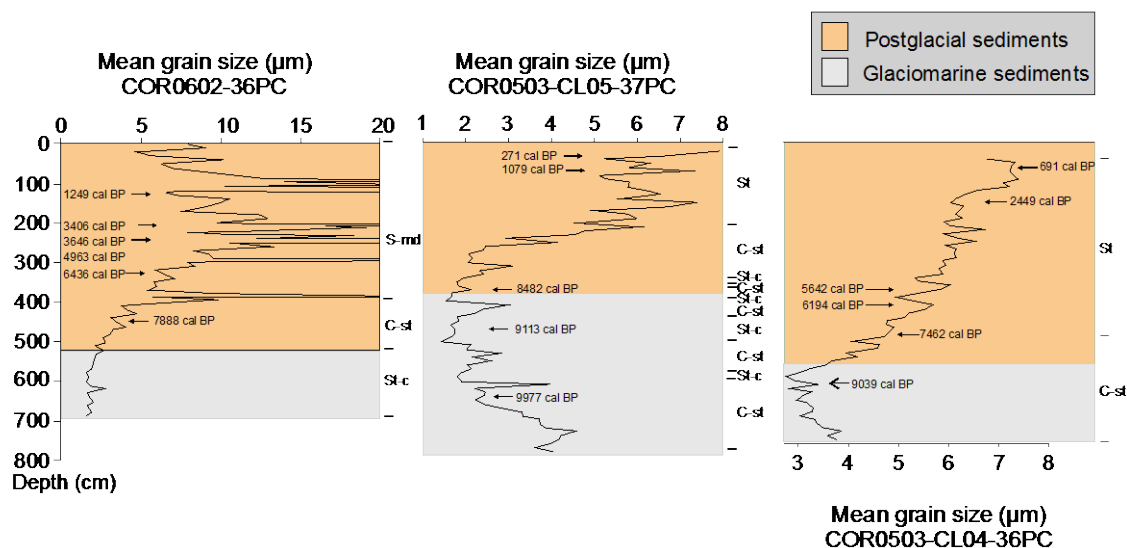 Postglacial sediments
Glaciomarine sediments
Mean grain size (µm)
COR0602-36PC
0 5 10 15 20
Mean grain size (µm)
COR0503-CL05-37PC
1 2 3 4 5 6 7 8
0
100
200
300
400
500
600
700
800
Depth (cm)
1249 cal BP
3406 cal BP
3646 cal BP
4963 cal BP
6436 cal BP
7888 cal BP
S-md
C-st
St-c
271 cal BP
1079 cal BP
8482 cal BP
9113 cal BP
9977 cal BP
St
C-st
St-c
C-st
St-c
C-st
St-c
C-st
St-c
C-st
691 cal BP
2449 cal BP
5642 cal BP
6194 cal BP
7462 cal BP
9039 cal BP
St
C-st
3 4 5 6 7 8
Mean grain size (µm)
COR0503-CL04-36PC